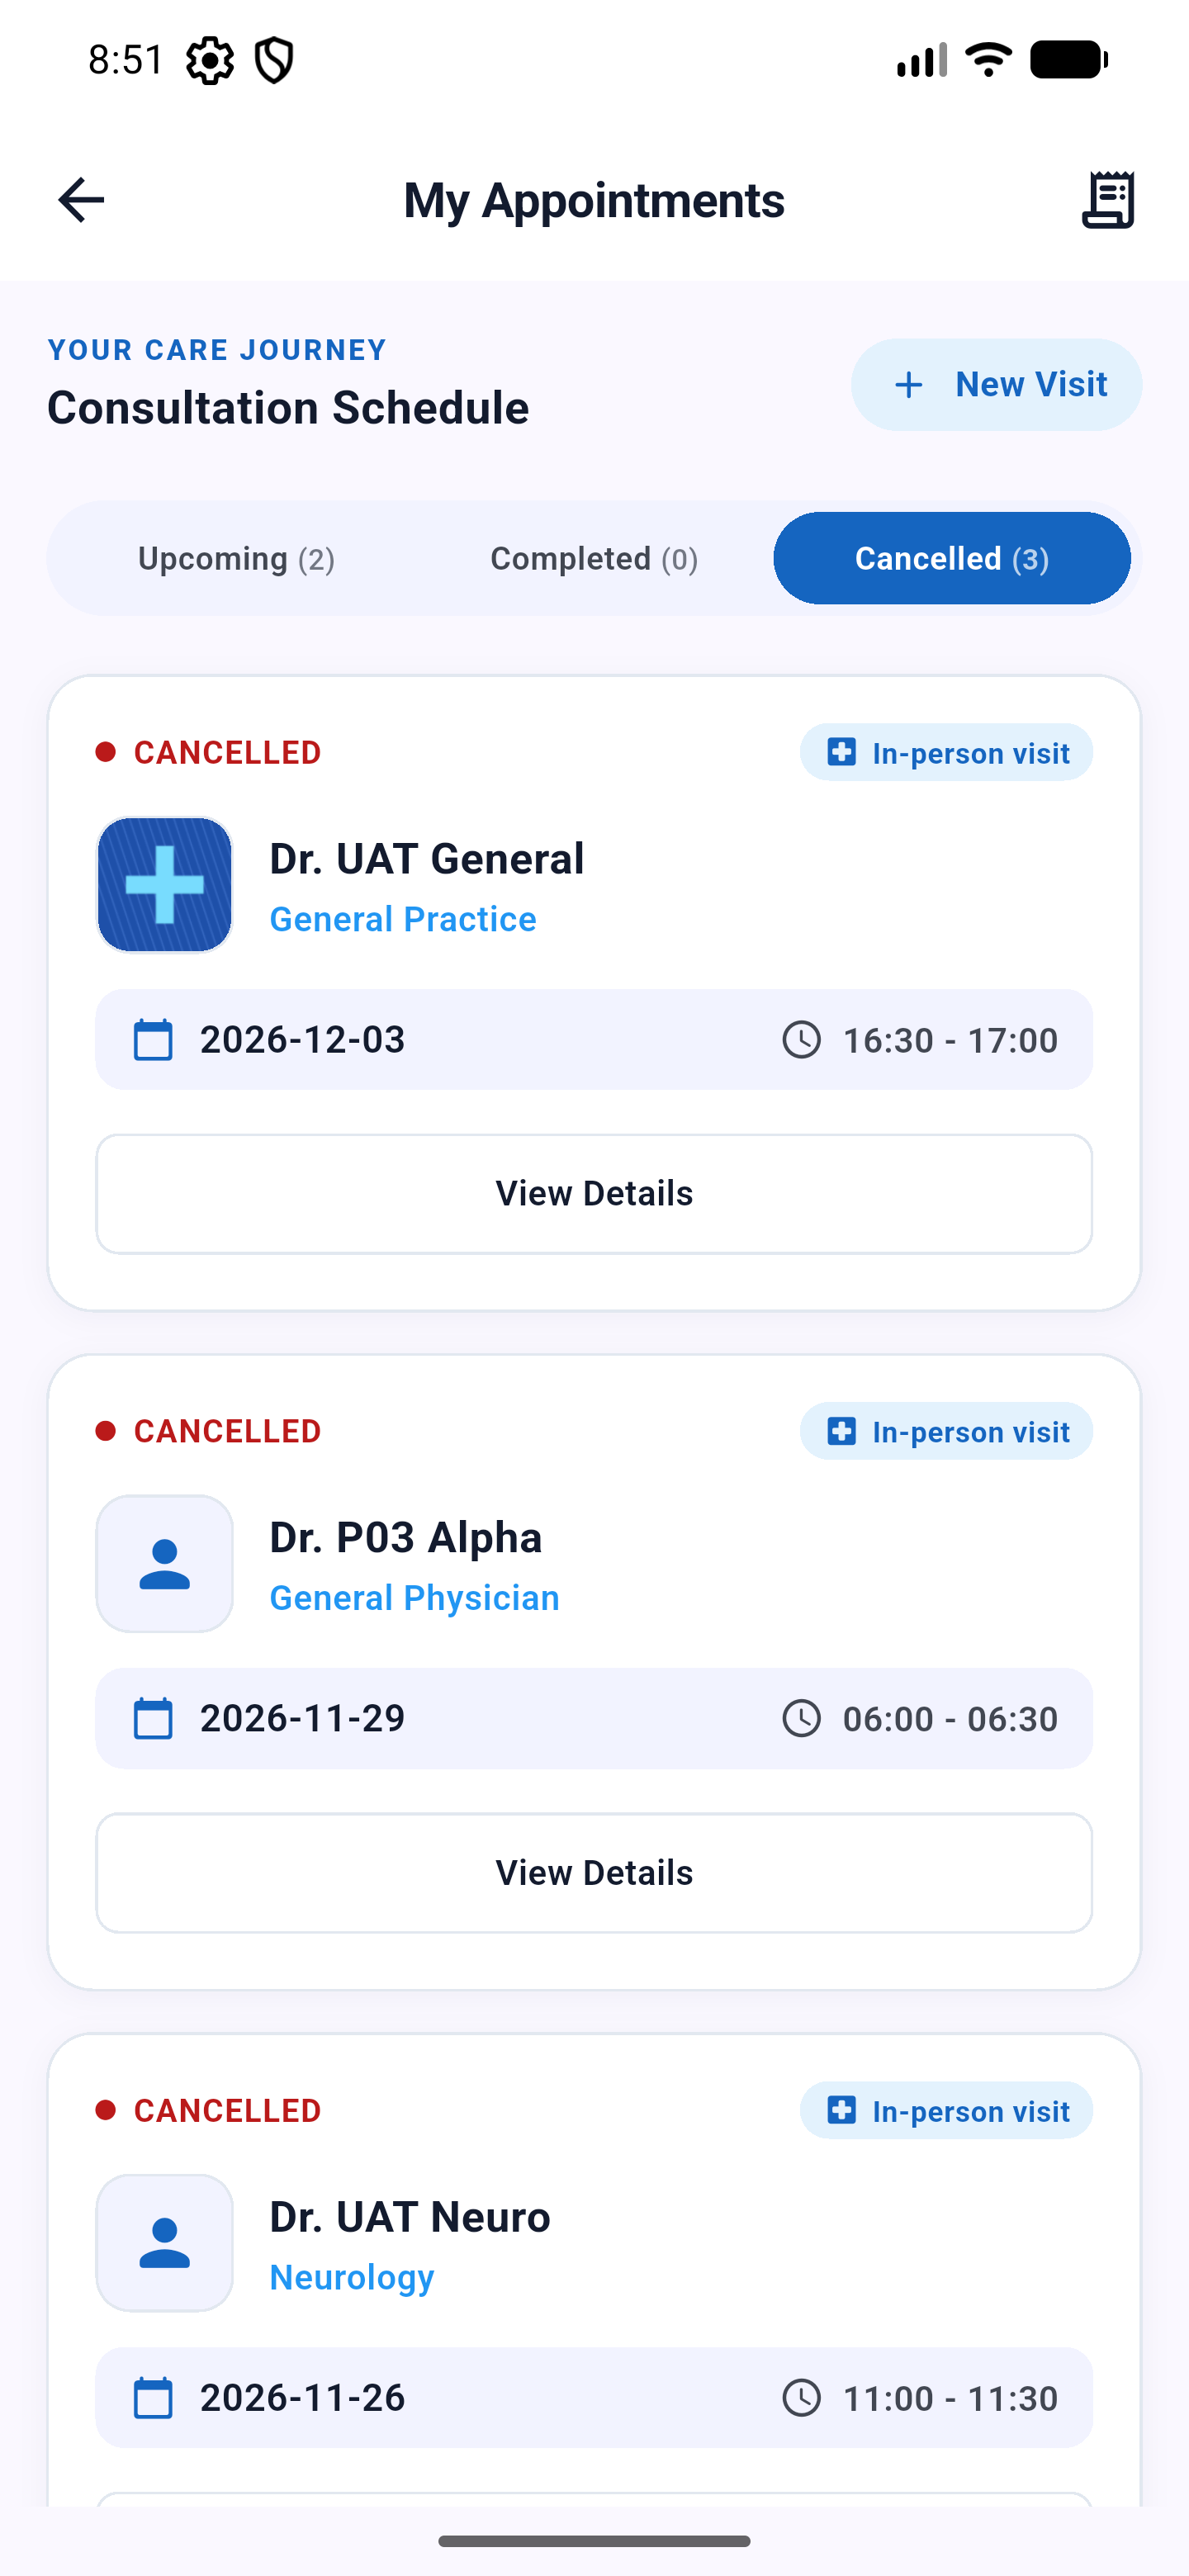 8:51
My Appointments
YOUR CARE JOURNEY
Consultation Schedule
New Visit
Upcoming (2)
Completed (0)
Cancelled (3)
CANCELLED
In-person visit
Dr. UAT General
General Practice
2026-12-03
16:30 - 17:00
View Details
CANCELLED
In-person visit
Dr. P03 Alpha
General Physician
2026-11-29
06:00 - 06:30
View Details
CANCELLED
In-person visit
Dr. UAT Neuro
Neurology
2026-11-26
11:00 - 11:30